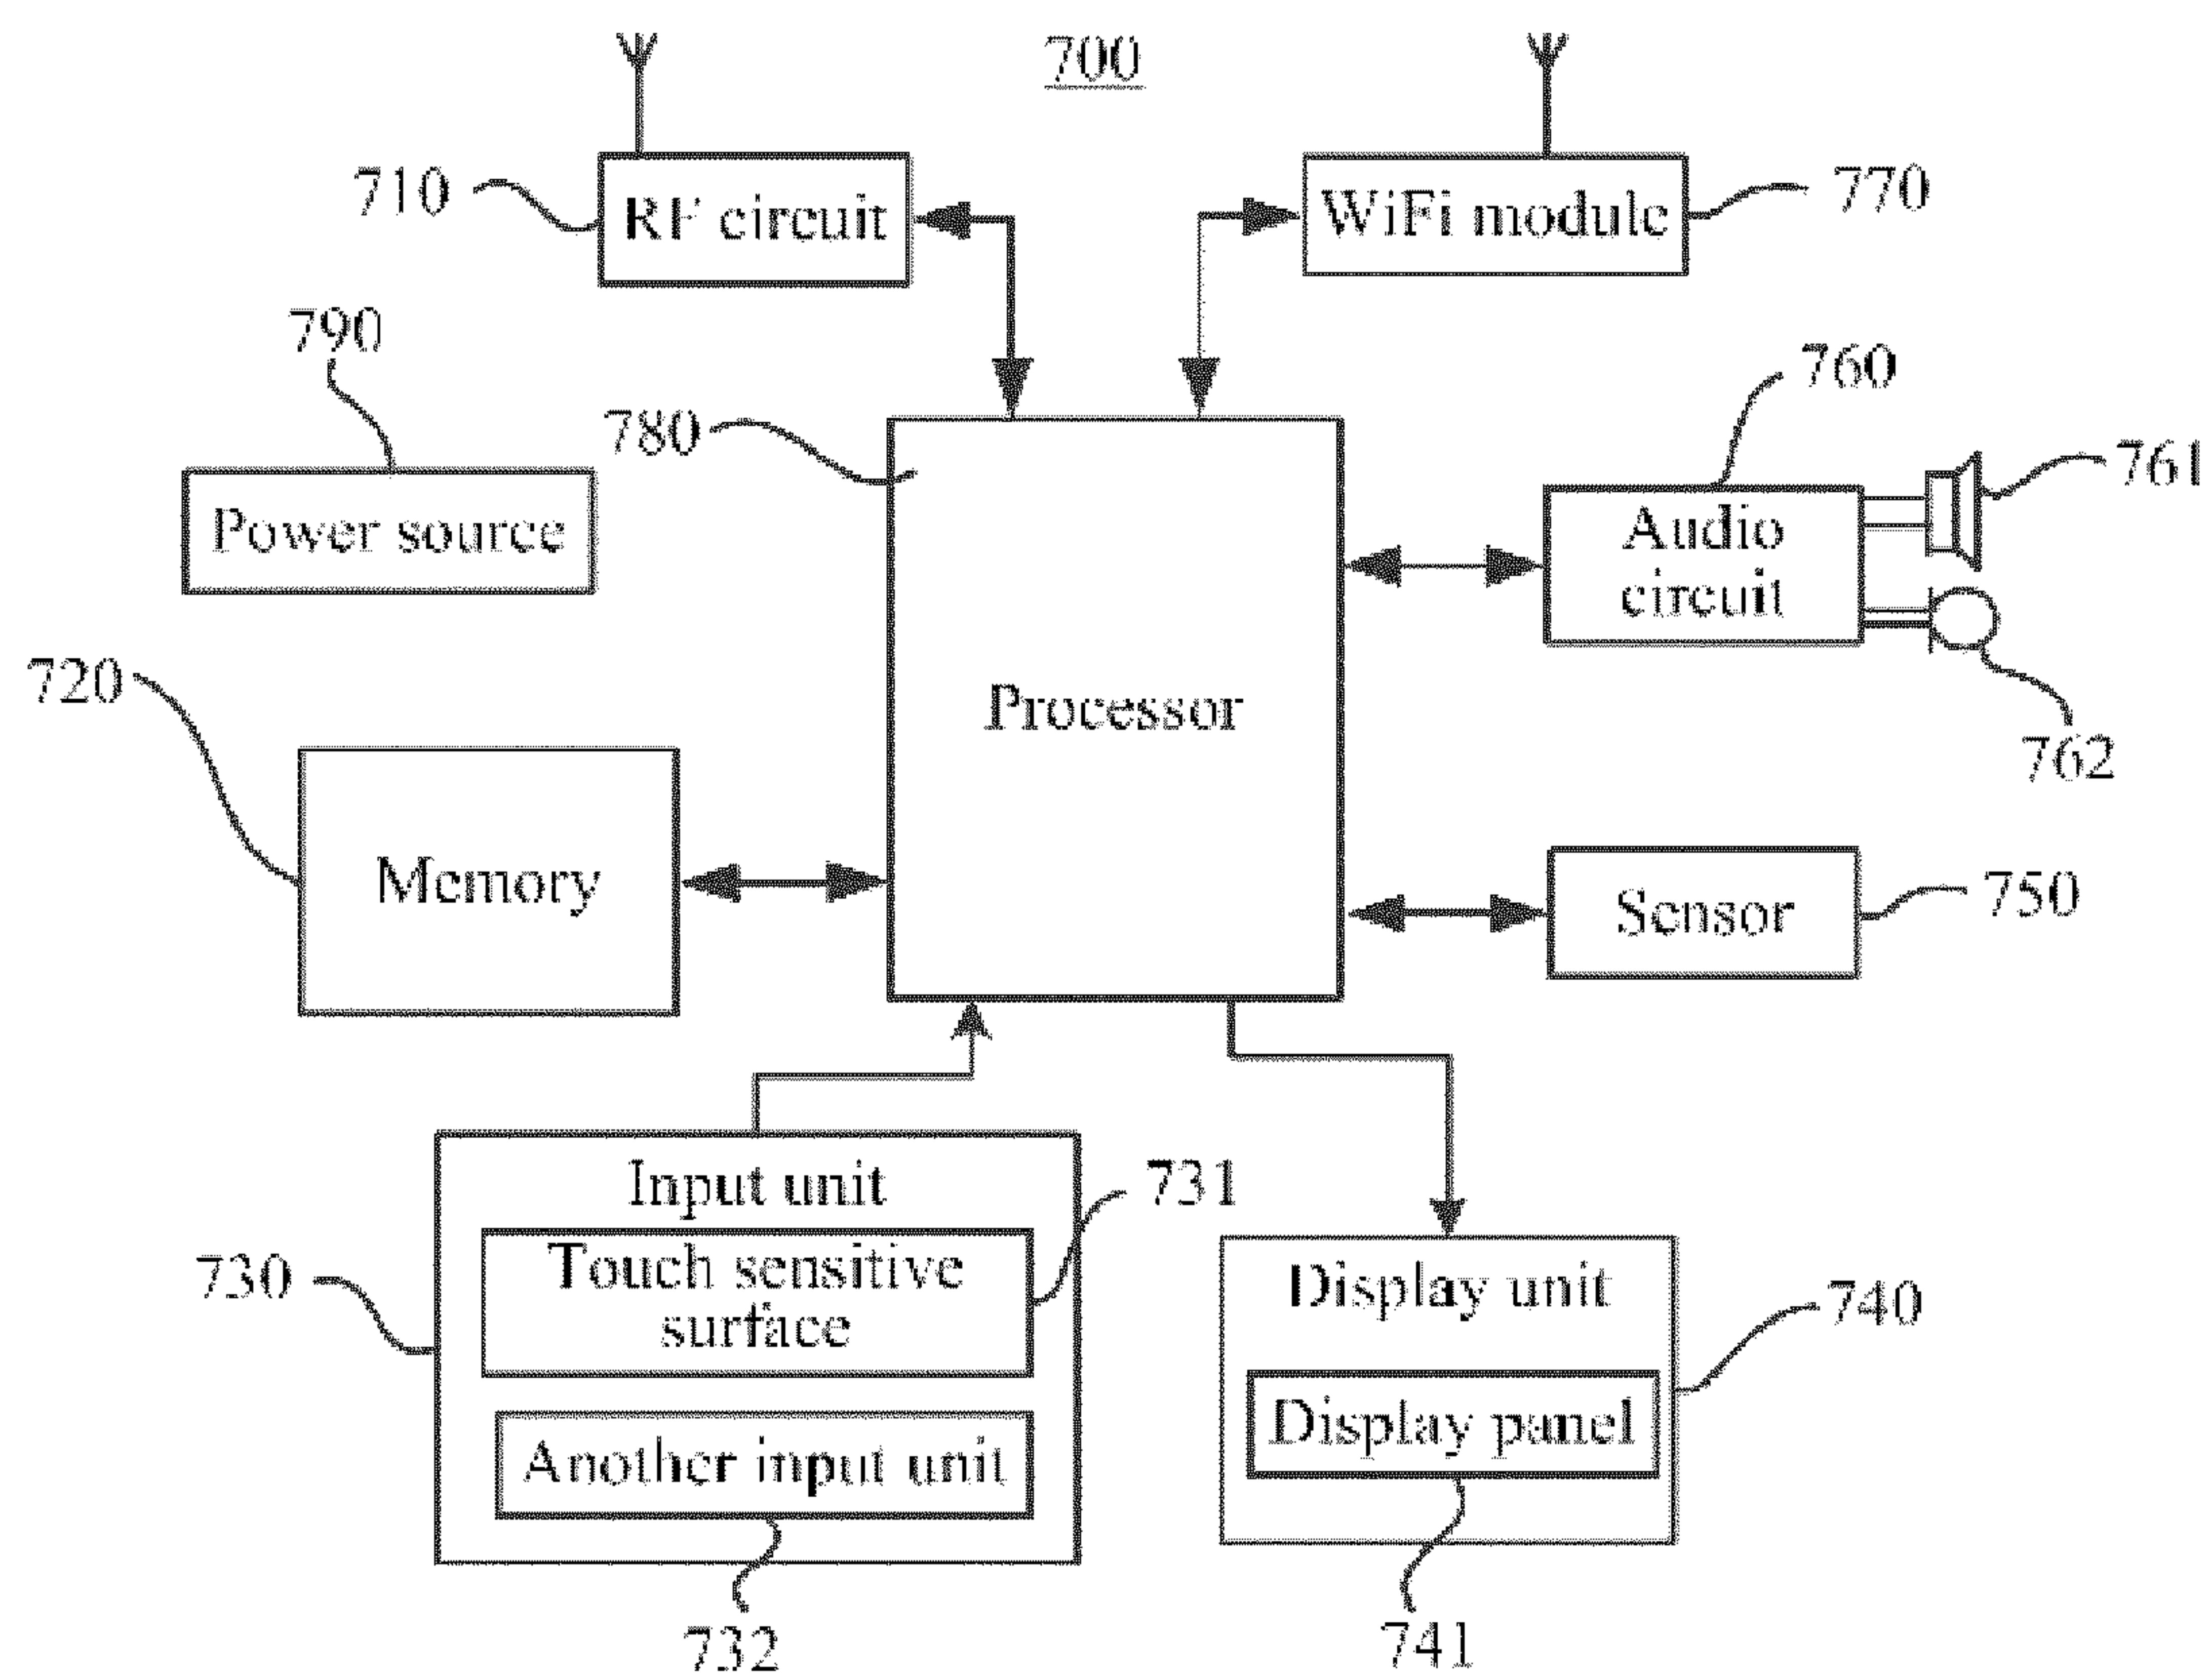 700
710
RF circuit
WiFi module
770
790
780
760
761
Power source
Audio
circuit
762
720
Processor
Memory
Sensor
750
Input unit
731
730
Touch sensitive
surface
Display unit
740
Another input unit
Display panel
732
741